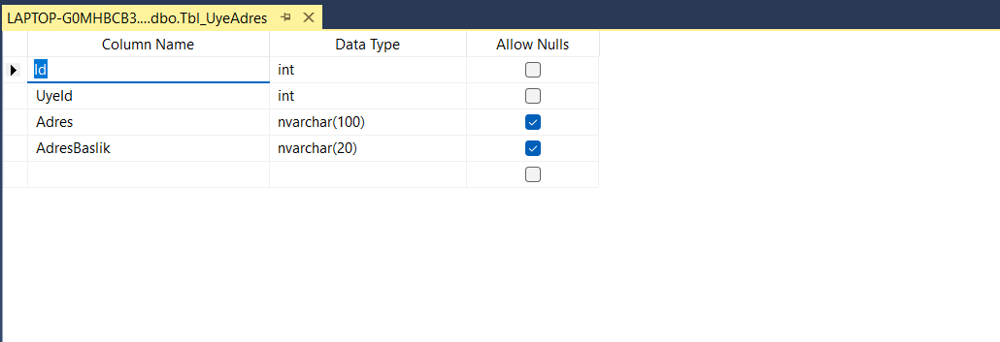 LAPTOP-G0MHBCB3....dbo.Tbl_UyeAdres
Column Name Data Type Allow Nulls
Id int
UyeId int
Adres nvarchar(100)
AdresBaslik nvarchar(20)